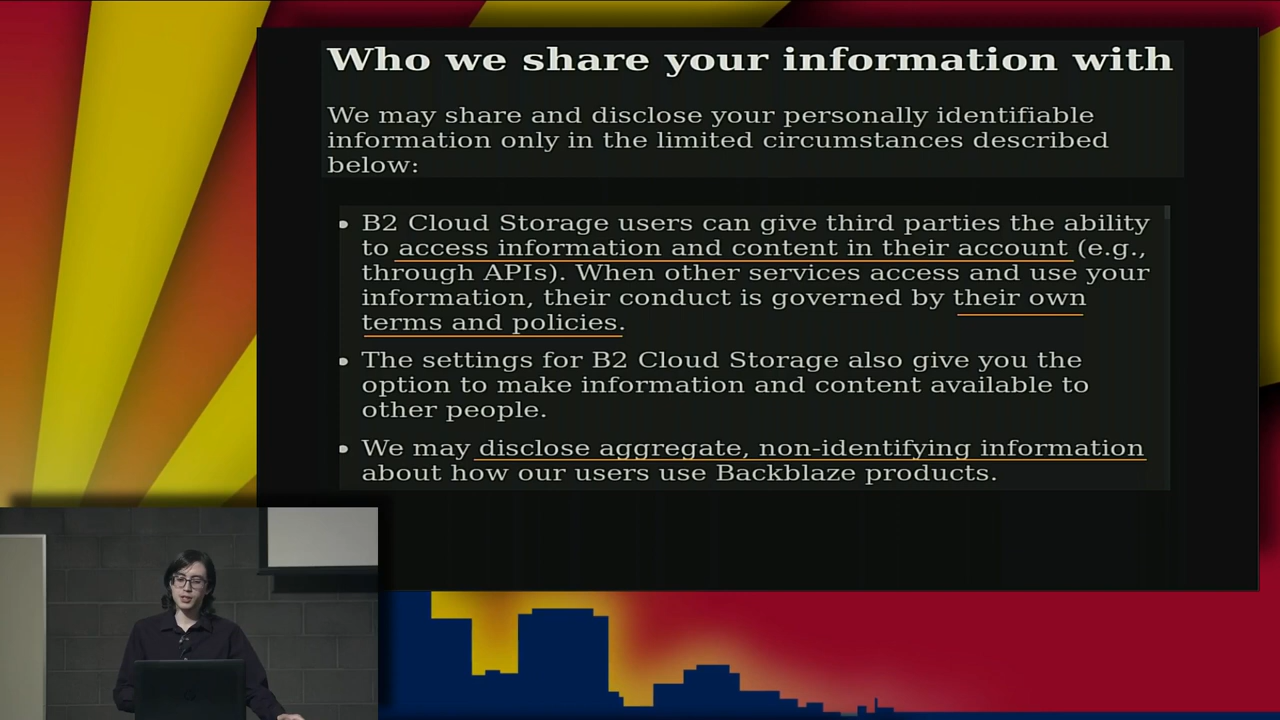 Who we share your information with
We may share and disclose your personally identifiable
information only in the limited circumstances described
below:
• B2 Cloud Storage users can give third parties the ability
to access information and content in their account (e.g.,
through APIs). When other services access and use your
information, their conduct is governed by their own
terms and policies.
• The settings for B2 Cloud Storage also give you the
option to make information and content available to
other people.
• We may disclose aggregate, non-identifying information
about how our users use Backblaze products.